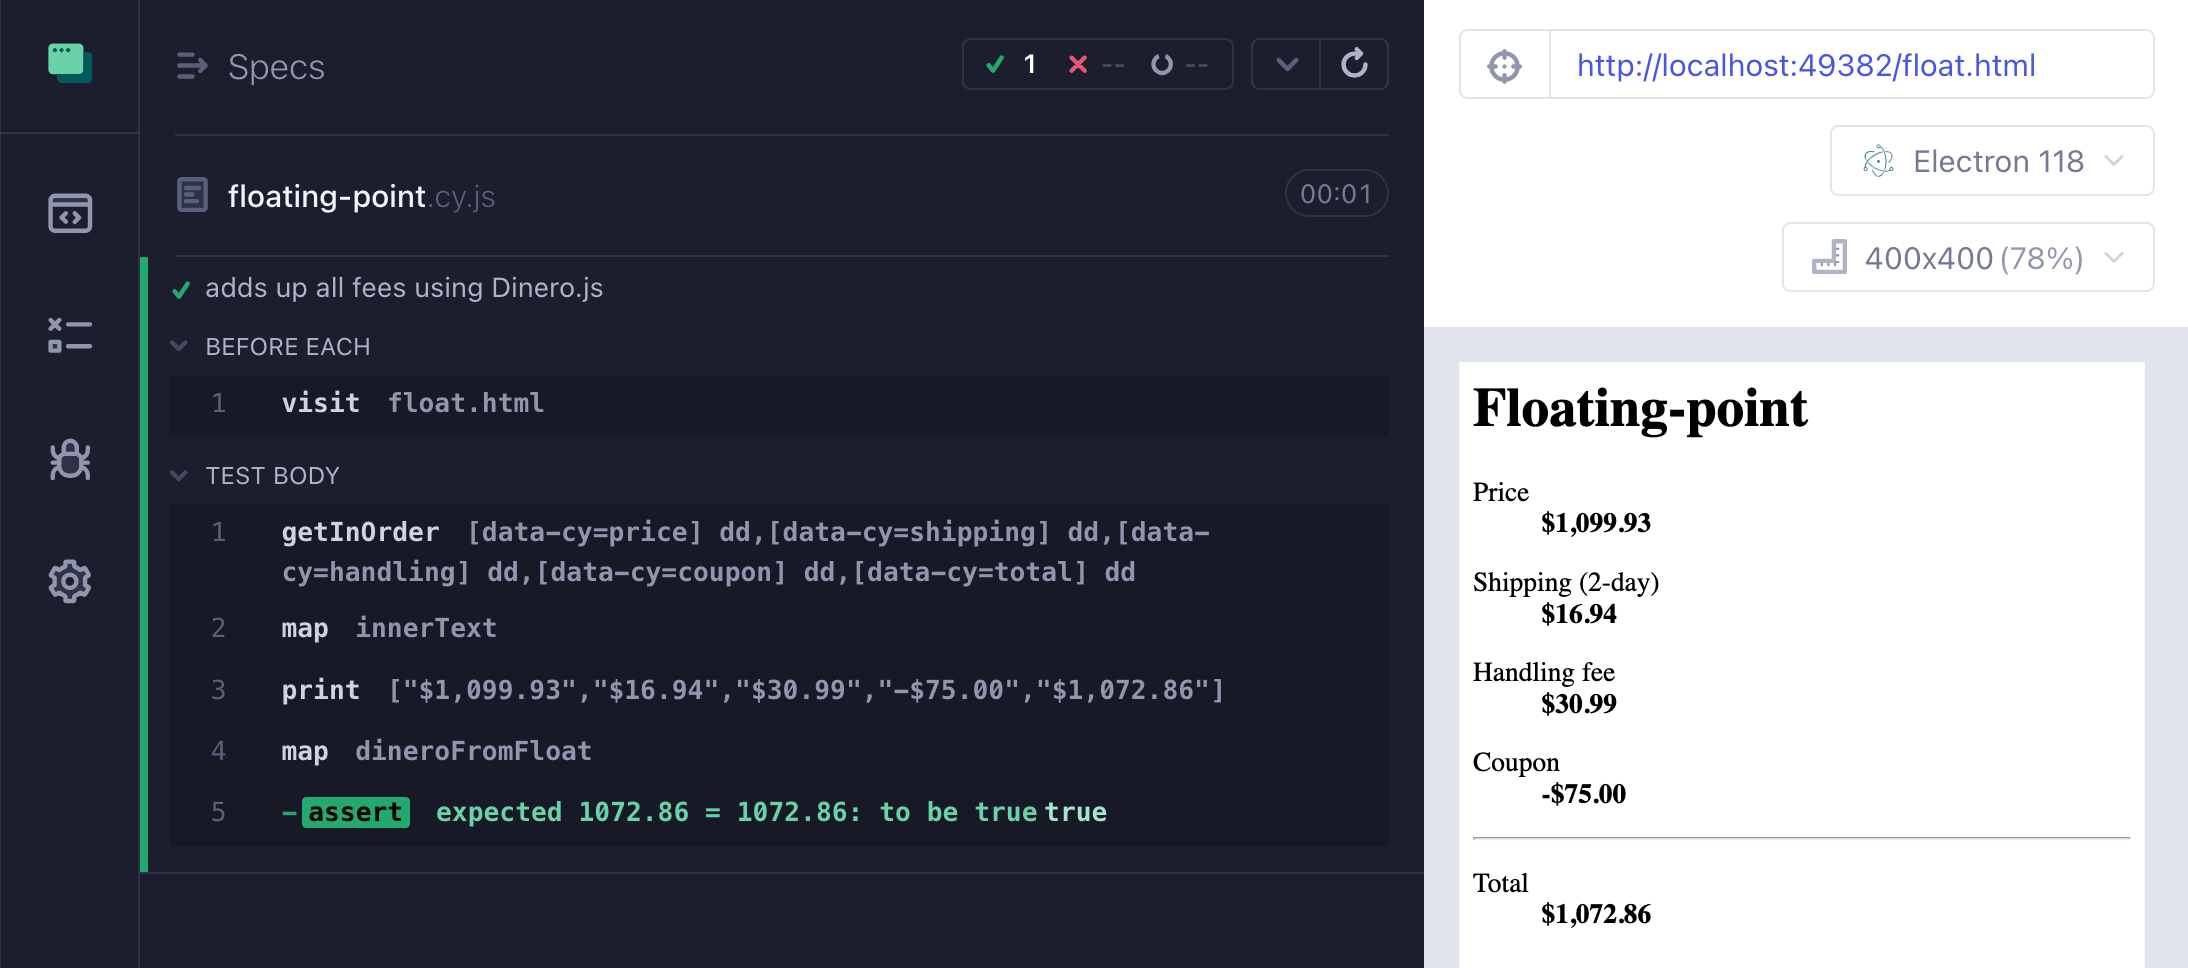 Specs
1 -- --
floating-point.cy.js
00:01
adds up all fees using Dinero.js
BEFORE EACH
1 visit float.html
TEST BODY
1 getInOrder [data-cy=price] dd,[data-cy=shipping] dd,[data-
cy=handling] dd,[data-cy=coupon] dd,[data-cy=total] dd
2 map innerText
3 print ["$1,099.93","$16.94","$30.99","-$75.00","$1,072.86"]
4 map dineroFromFloat
5 -assert expected 1072.86 = 1072.86: to be true true
http://localhost:49382/float.html
Electron 118
400x400 (78%)
Floating-point
Price
$1,099.93
Shipping (2-day)
$16.94
Handling fee
$30.99
Coupon
-$75.00
Total
$1,072.86